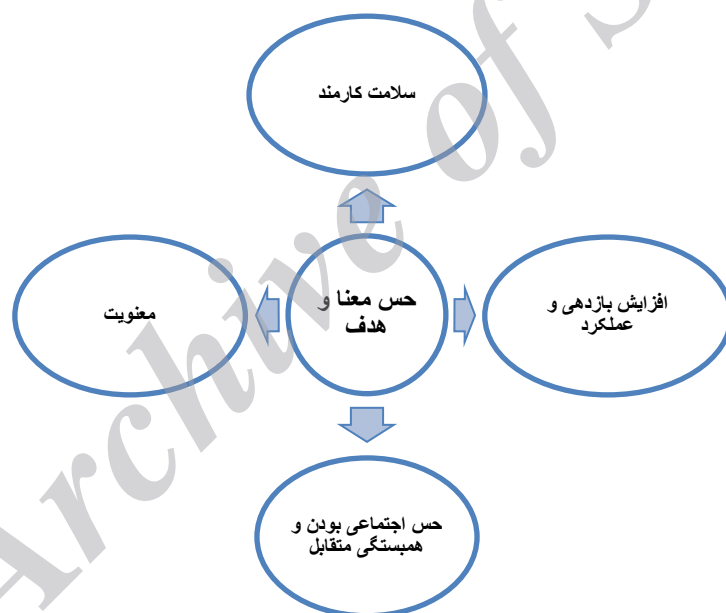 سلامت کارمند
معنویت
حس معنا و
هدف
افزایش بازدهی و
عملکرد
حس اجتماعی بودن و
همبستگی متقابل
Archive of S